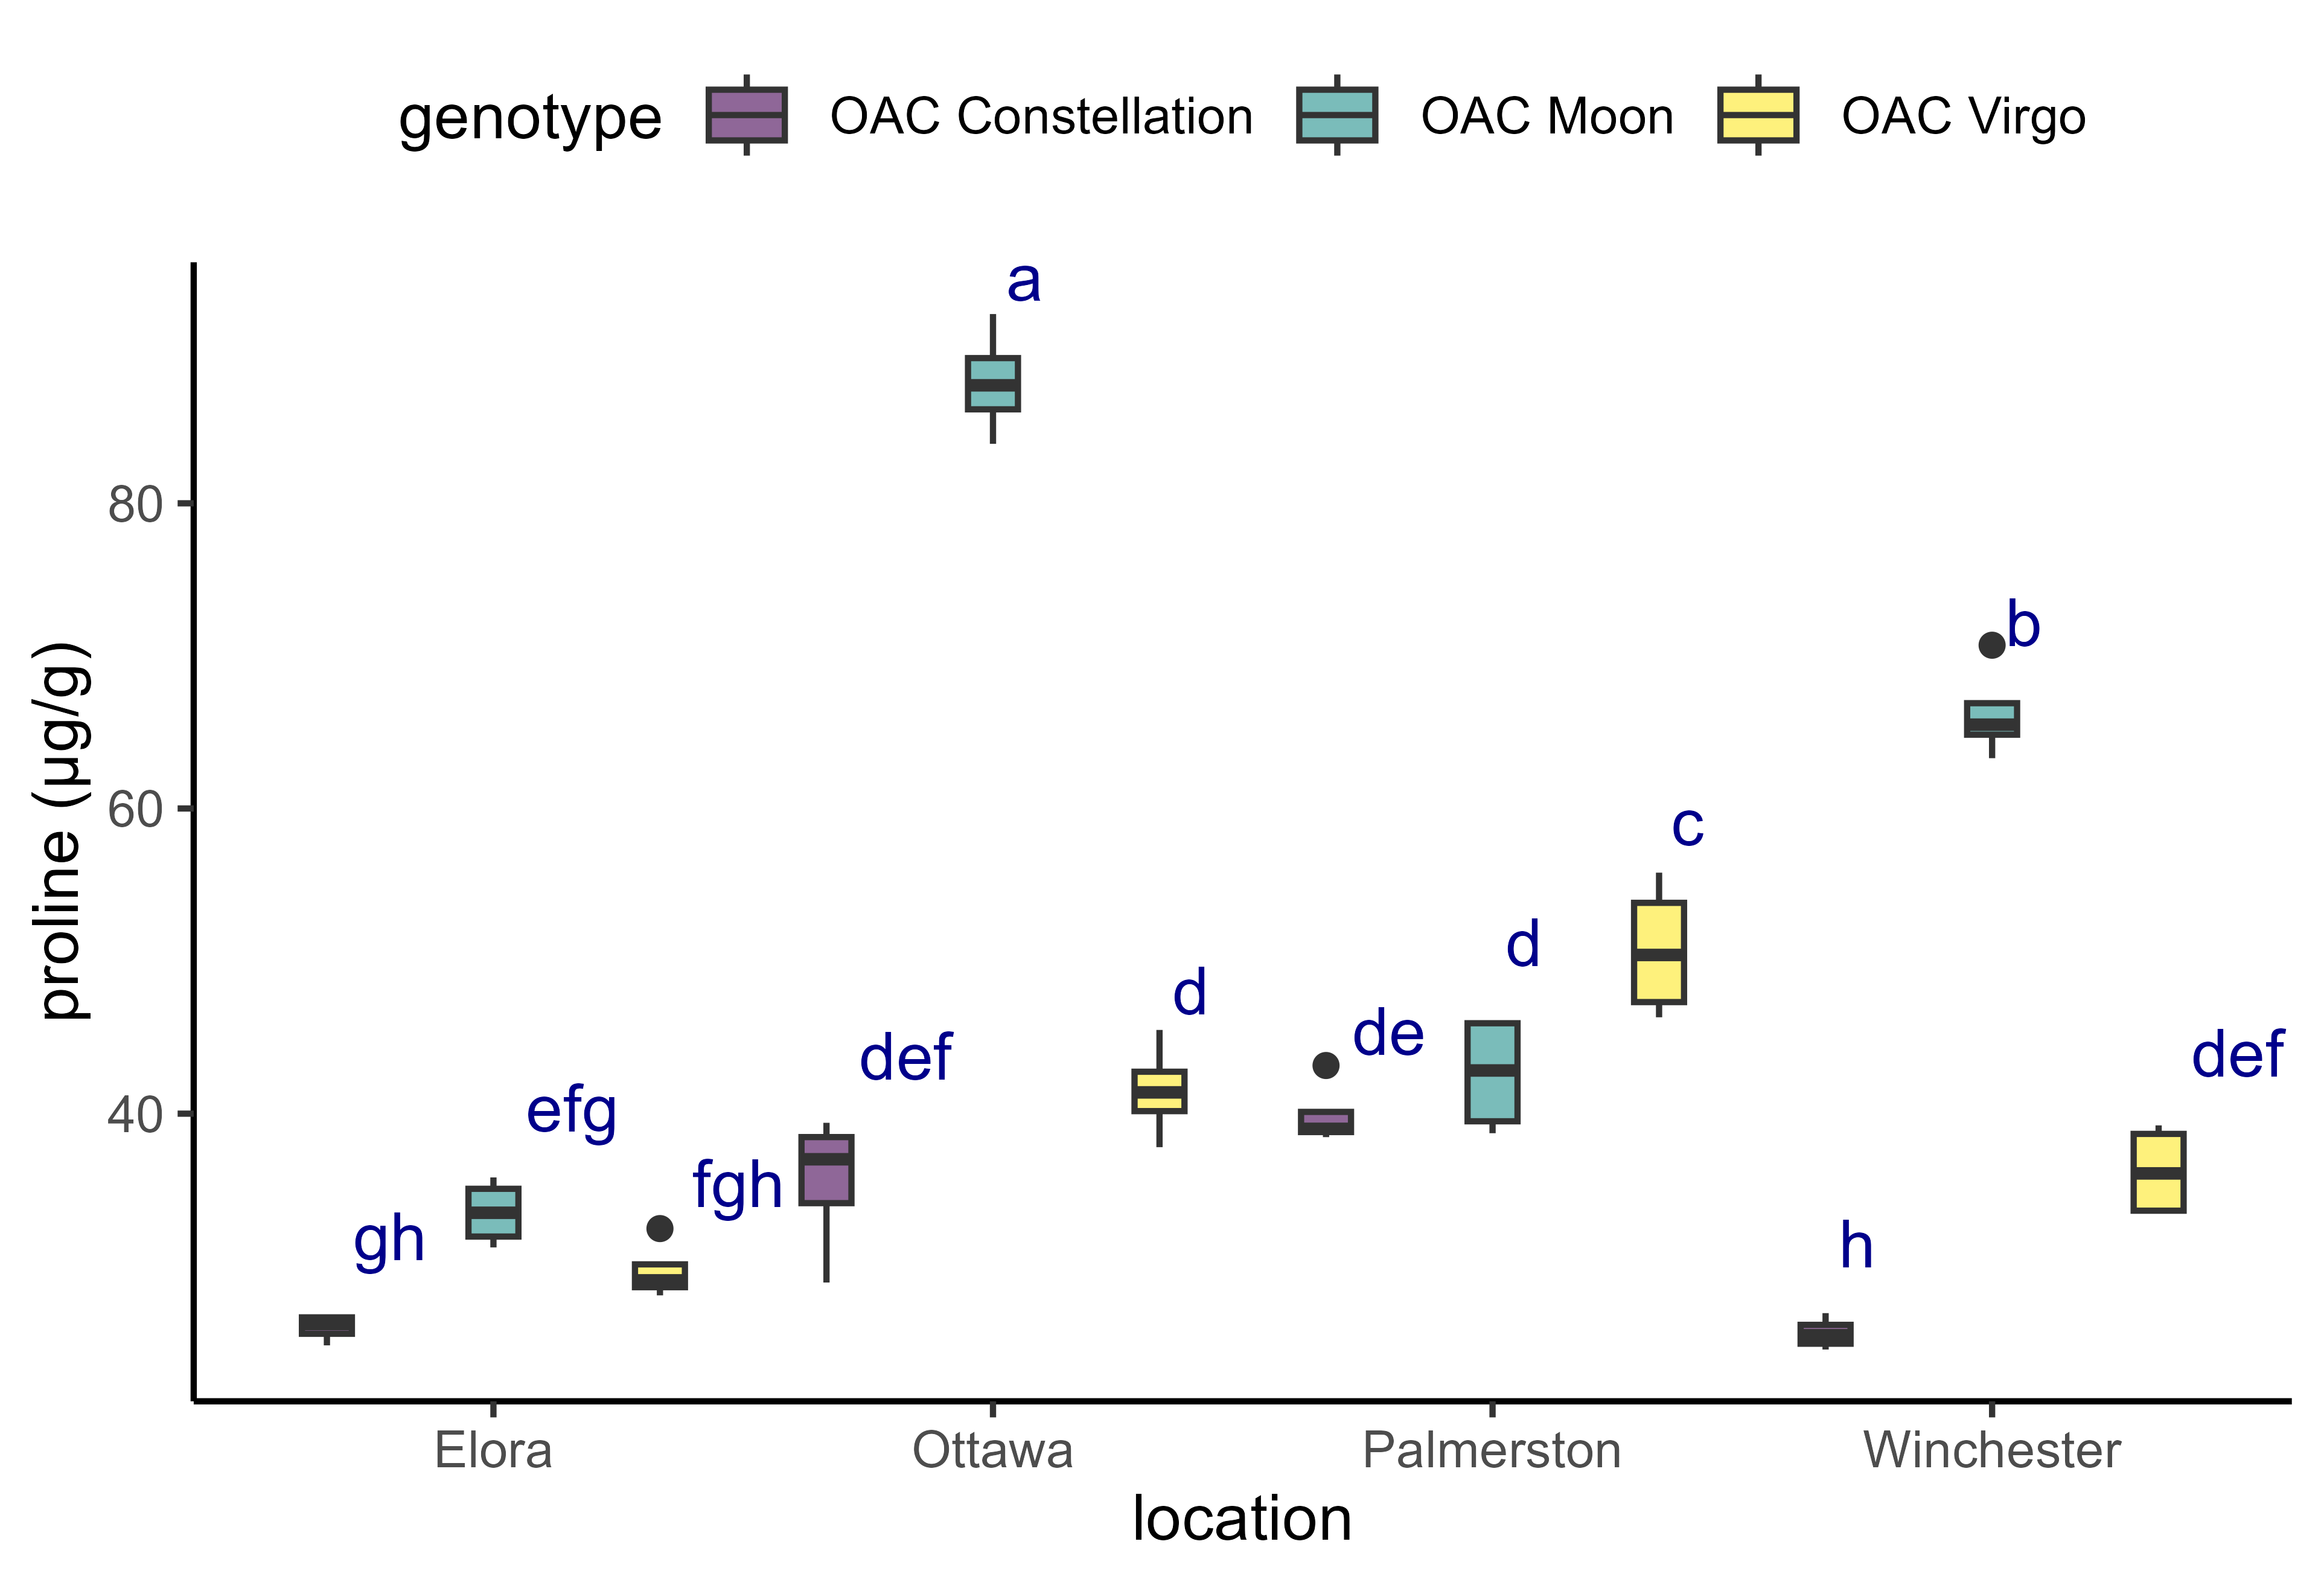 genotype OAC Constellation OAC Moon OAC Virgo
a
80
b
60
c
d
d
de
def
def
efg
40
fgh
gh
h
proline (µg/g)
Elora Ottawa Palmerston Winchester
location